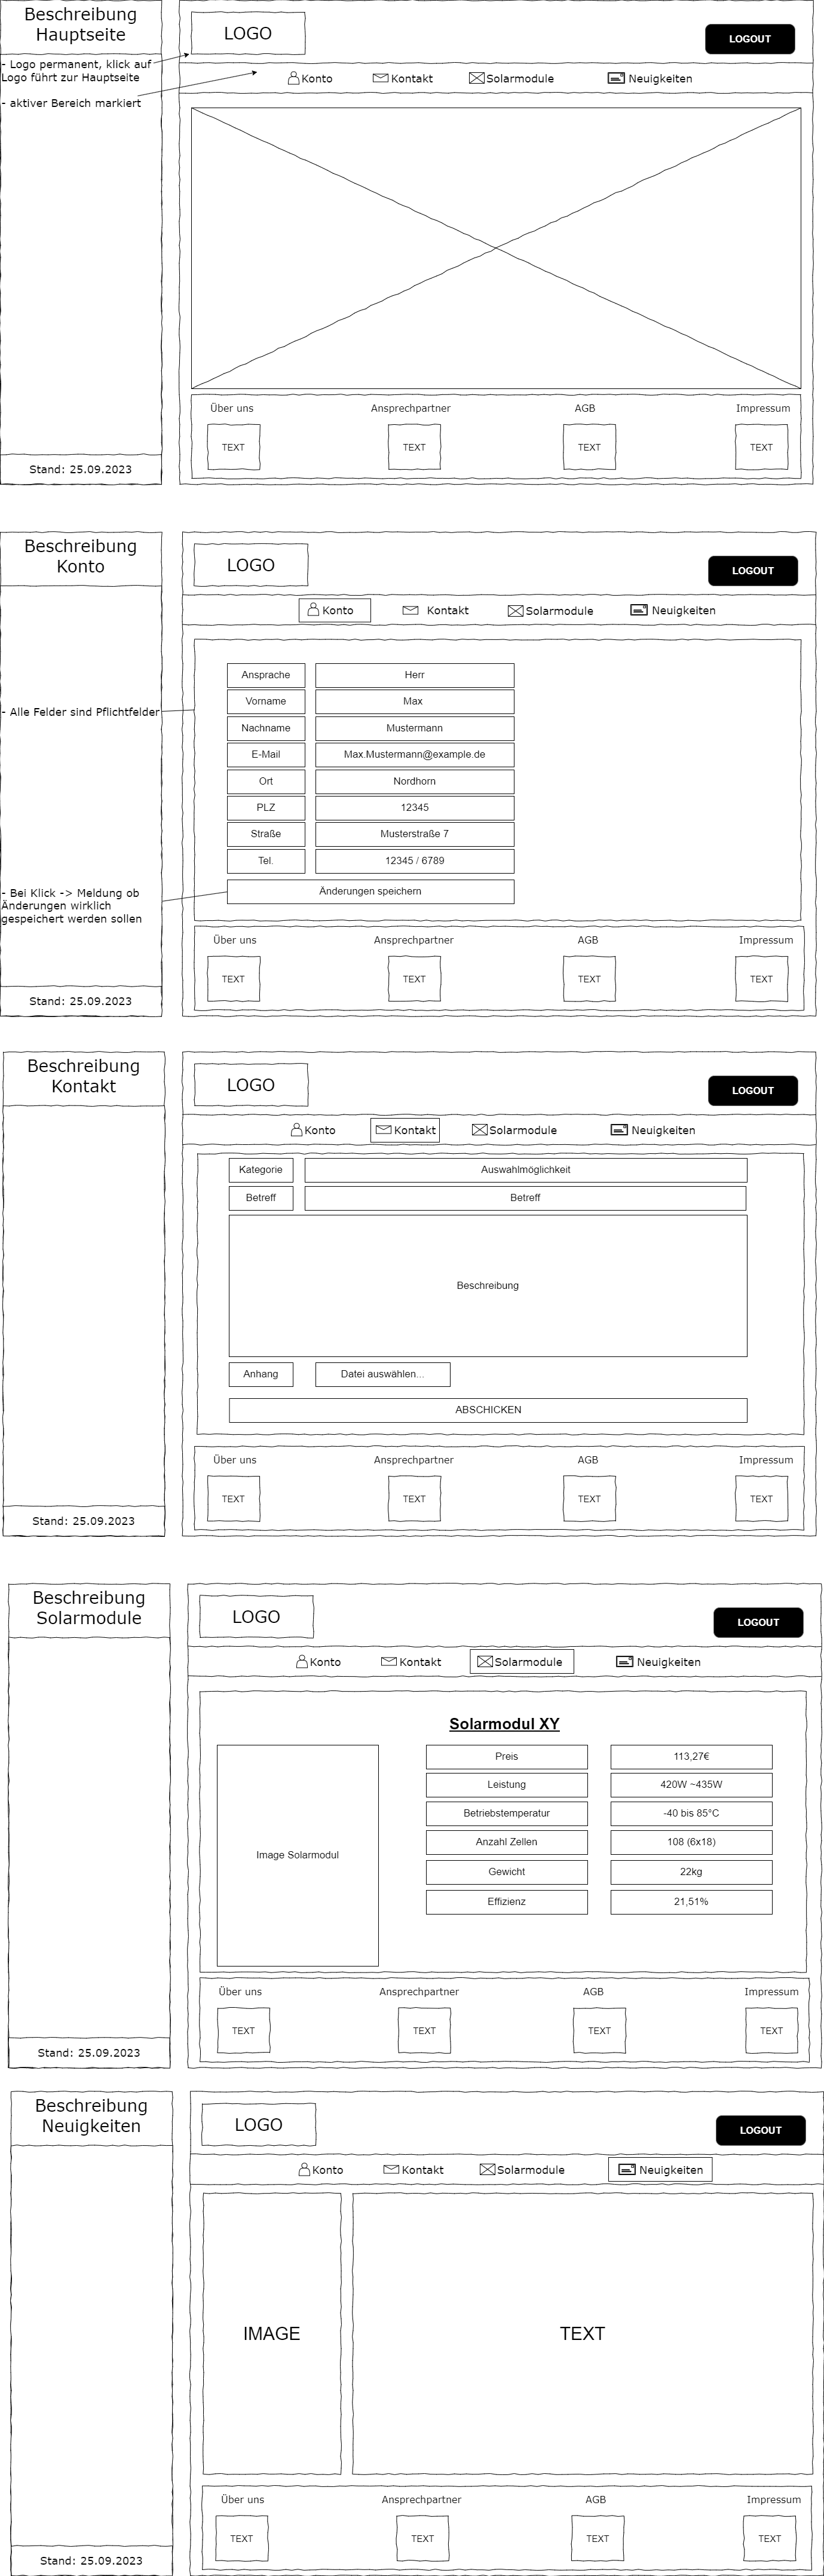 Beschreibung
Hauptseite
- Logo permanent, klick auf
Logo führt zur Hauptseite
- aktiver Bereich markiert
Stand: 25.09.2023
LOGO
LOGOUT
Konto
Kontakt
Solarmodule
Neuigkeiten
Über uns
Ansprechpartner
AGB
Impressum
TEXT
TEXT
TEXT
TEXT
Beschreibung
Konto
- Alle Felder sind Pflichtfelder
- Bei Klick -> Meldung ob
Änderungen wirklich
gespeichert werden sollen
Stand: 25.09.2023
LOGO
LOGOUT
Konto
Kontakt
Solarmodule
Neuigkeiten
Ansprache Herr
Vorname Max
Nachname Mustermann
E-Mail Max.Mustermann@example.de
Ort Nordhorn
PLZ 12345
Straße Musterstraße 7
Tel. 12345 / 6789
Änderungen speichern
Über uns
Ansprechpartner
AGB
Impressum
TEXT
TEXT
TEXT
TEXT
Beschreibung
Kontakt
Stand: 25.09.2023
LOGO
LOGOUT
Konto
Kontakt
Solarmodule
Neuigkeiten
Kategorie Auswahlmöglichkeit
Betreff Betreff
Beschreibung
Anhang Datei auswählen...
ABSCHICKEN
Über uns
Ansprechpartner
AGB
Impressum
TEXT
TEXT
TEXT
TEXT
Beschreibung
Solarmodule
Stand: 25.09.2023
LOGO
LOGOUT
Konto
Kontakt
Solarmodule
Neuigkeiten
Solarmodul XY
Image Solarmodul
Preis 113,27€
Leistung 420W ~435W
Betriebstemperatur -40 bis 85°C
Anzahl Zellen 108 (6x18)
Gewicht 22kg
Effizienz 21,51%
Über uns
Ansprechpartner
AGB
Impressum
TEXT
TEXT
TEXT
TEXT
Beschreibung
Neuigkeiten
Stand: 25.09.2023
LOGO
LOGOUT
Konto
Kontakt
Solarmodule
Neuigkeiten
IMAGE
TEXT
Über uns
Ansprechpartner
AGB
Impressum
TEXT
TEXT
TEXT
TEXT